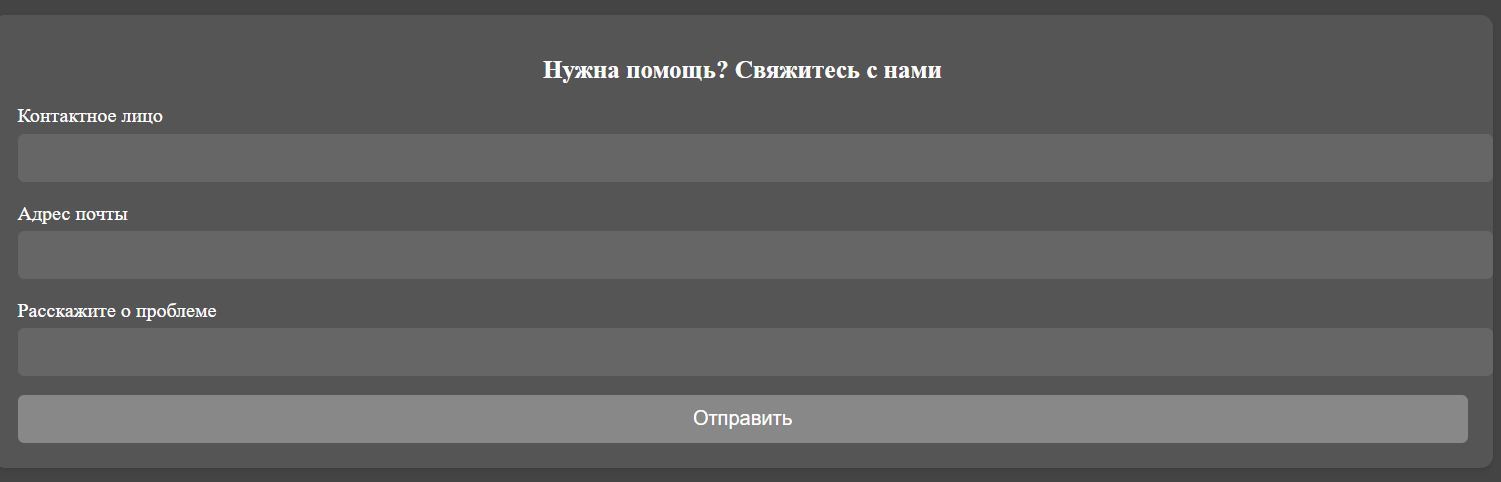 Нужна помощь? Свяжитесь с нами
Контактное лицо
Адрес почты
Расскажите о проблеме
Отправить